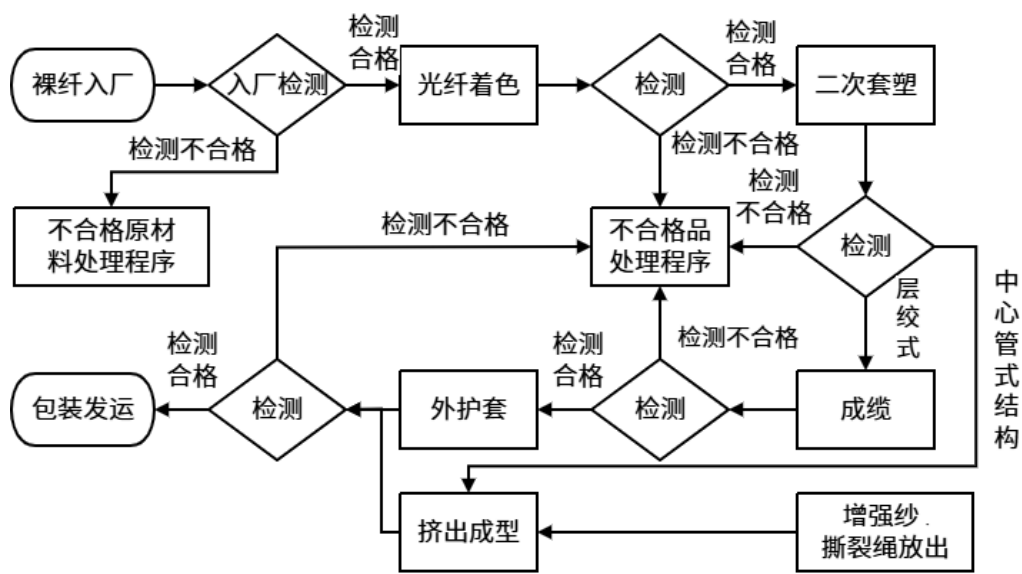 裸纤入厂
入厂检测
检测
合格
光纤着色
检测
检测
合格
二次套塑
检测不合格
不合格原材
料处理程序
检测不合格
检测
不合格
检测
不合格品
处理程序
检测不合格
层绞式
中心管式结构
成缆
检测不合格
检测
检测
合格
外护套
检测
检测
合格
包装发运
挤出成型
增强纱.
撕裂绳放出